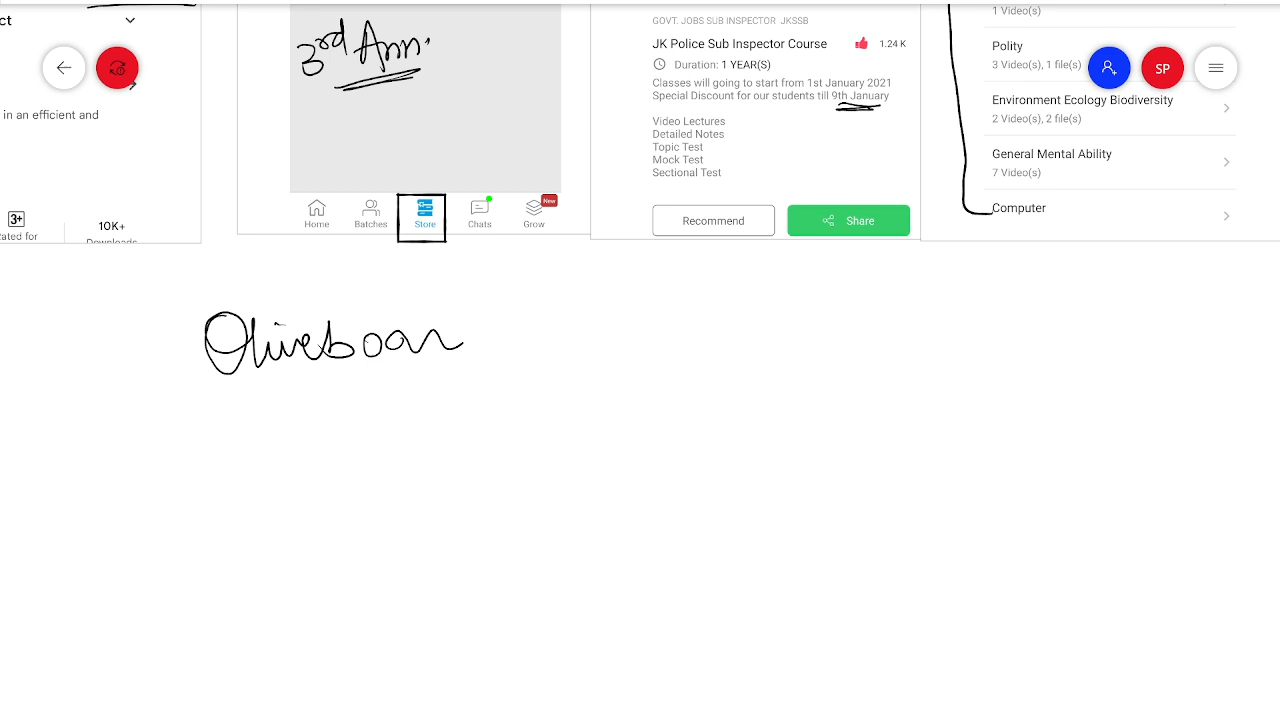 ct
in an efficient and
3+
Rated for
10K+
Downloads
3rd Ann.
Home
Batches
Store
Chats
New
Grow
GOVT. JOBS SUB INSPECTOR JKSSB
JK Police Sub Inspector Course
1.24 K
Duration: 1 YEAR(S)
Classes will going to start from 1st January 2021
Special Discount for our students till 9th January
Video Lectures
Detailed Notes
Topic Test
Mock Test
Sectional Test
Recommend
Share
1 Video(s)
Polity
3 Video(s), 1 file(s)
SP
Environment Ecology Biodiversity
2 Video(s), 2 file(s)
General Mental Ability
7 Video(s)
Computer
Oliveboar